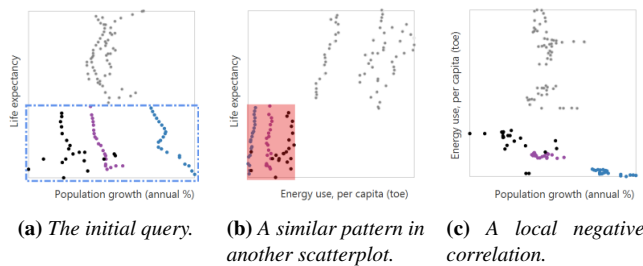 Life expectancy
Population growth (annual %)
(a) The initial query.
Life expectancy
Energy use, per capita (toe)
(b) A similar pattern in
another scatterplot.
Energy use, per capita (toe)
Population growth (annual %)
(c) A local negative
correlation.